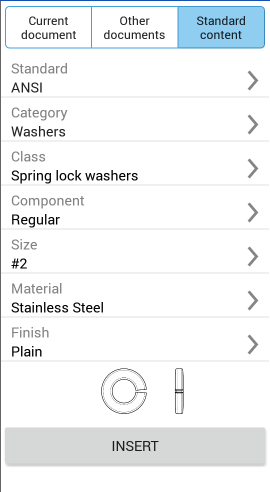 Current document
Other documents
Standard content
Standard
ANSI
Category
Washers
Class
Spring lock washers
Component
Regular
Size
#2
Material
Stainless Steel
Finish
Plain
INSERT